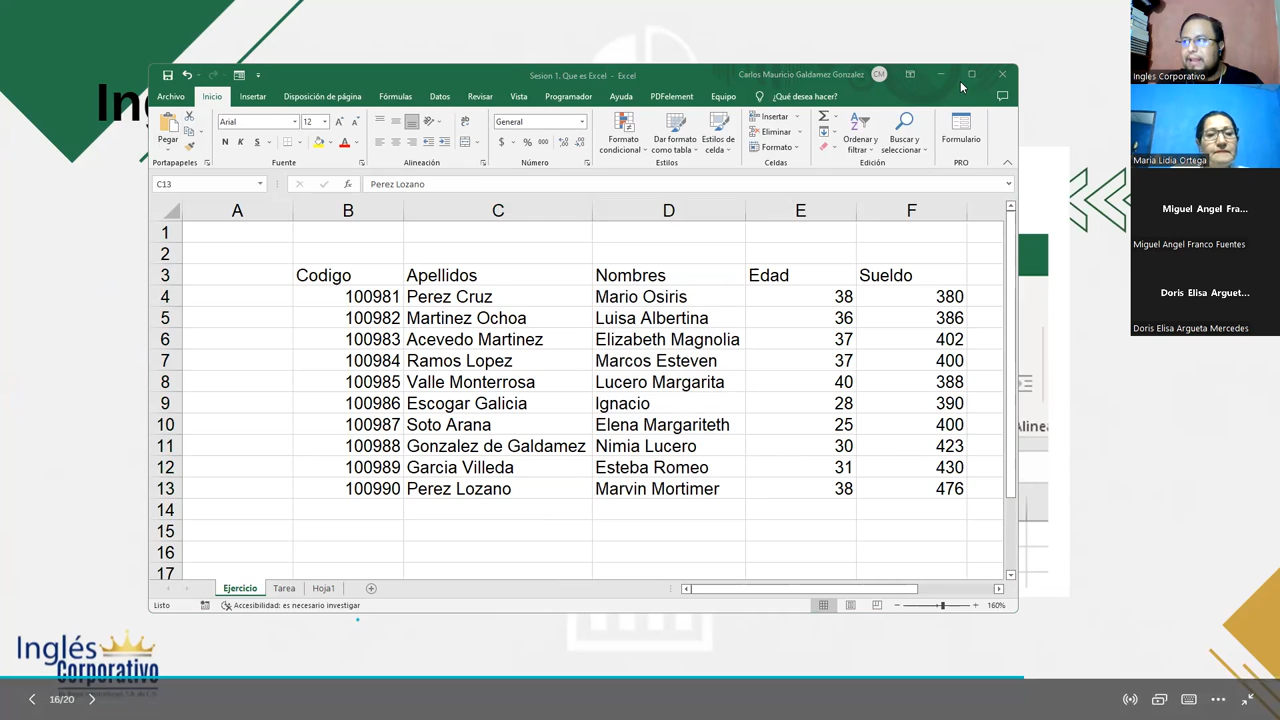 Sesion 1. Que es Excel - Excel
Carlos Mauricio Galdamez Gonzalez
CM
Archivo Inicio Insertar Disposición de página Fórmulas Datos Revisar Vista Programador Ayuda PDFelement Equipo ¿Qué desea hacer?
Pegar
Arial 12
N K S
General
$ % 000
Formato condicional
Dar formato como tabla
Estilos de celda
Insertar
Eliminar
Formato
Ordenar y filtrar
Buscar y seleccionar
Formulario
Portapapeles Fuente Alineación Número Estilos Celdas Edición PRO
C13 fx Perez Lozano
A B C D E F
1
2
3 Codigo Apellidos Nombres Edad Sueldo
4 100981 Perez Cruz Mario Osiris 38 380
5 100982 Martinez Ochoa Luisa Albertina 36 386
6 100983 Acevedo Martinez Elizabeth Magnolia 37 402
7 100984 Ramos Lopez Marcos Esteven 37 400
8 100985 Valle Monterrosa Lucero Margarita 40 388
9 100986 Escogar Galicia Ignacio 28 390
10 100987 Soto Arana Elena Margariteth 25 400
11 100988 Gonzalez de Galdamez Nimia Lucero 30 423
12 100989 Garcia Villeda Esteba Romeo 31 430
13 100990 Perez Lozano Marvin Mortimer 38 476
14
15
16
17
Ejercicio Tarea Hoja1
Listo Accesibilidad: es necesario investigar 160%
Inglés Corporativo
16/20
Ingles Corporativo
Maria Lidia Ortega
Miguel Angel Fra...
Miguel Angel Franco Fuentes
Doris Elisa Arguet...
Doris Elisa Argueta Mercedes